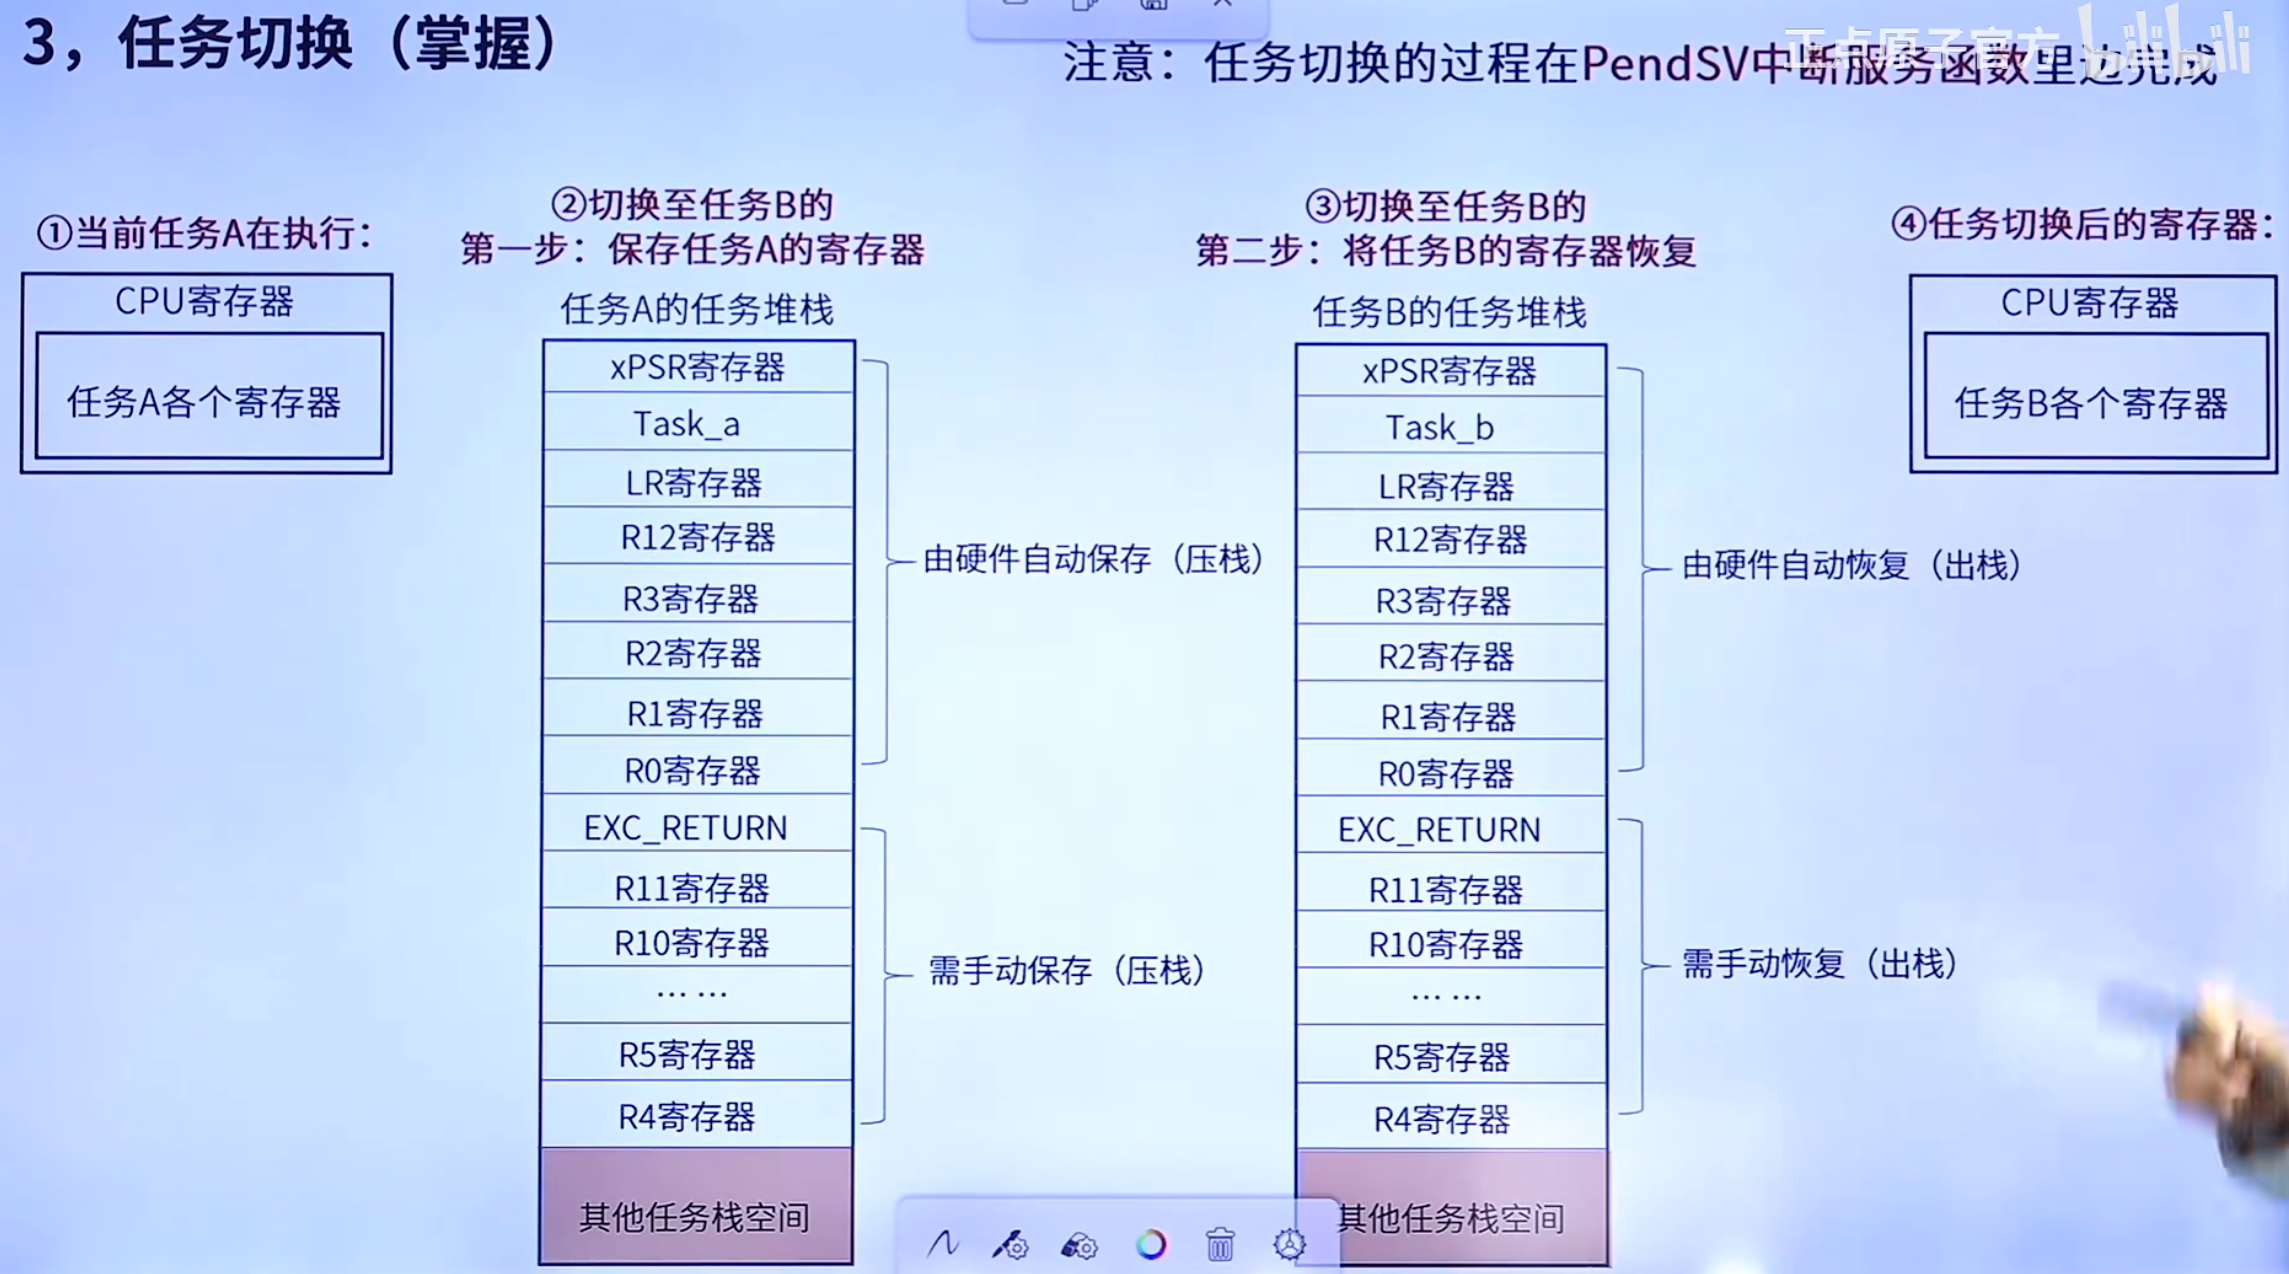 3，任务切换（掌握）
注意：任务切换的过程在PendSV中断服务函数里边完成
正点原子官方 bilibili
①当前任务A在执行：
CPU寄存器
任务A各个寄存器
②切换至任务B的
第一步：保存任务A的寄存器
任务A的任务堆栈
xPSR寄存器
Task_a
LR寄存器
R12寄存器
R3寄存器
R2寄存器
R1寄存器
R0寄存器
EXC_RETURN
R11寄存器
R10寄存器
... ...
R5寄存器
R4寄存器
其他任务栈空间
由硬件自动保存（压栈）
需手动保存（压栈）
③切换至任务B的
第二步：将任务B的寄存器恢复
任务B的任务堆栈
xPSR寄存器
Task_b
LR寄存器
R12寄存器
R3寄存器
R2寄存器
R1寄存器
R0寄存器
EXC_RETURN
R11寄存器
R10寄存器
... ...
R5寄存器
R4寄存器
其他任务栈空间
由硬件自动恢复（出栈）
需手动恢复（出栈）
④任务切换后的寄存器：
CPU寄存器
任务B各个寄存器